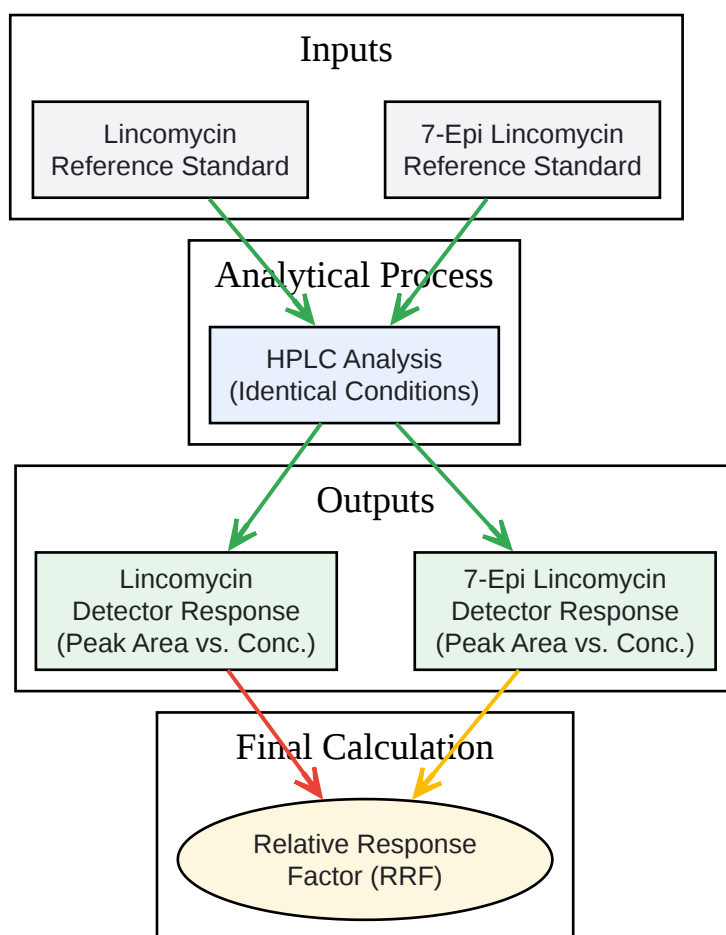 Inputs
Lincomycin
Reference Standard
7-Epi Lincomycin
Reference Standard
Analytical Process
HPLC Analysis
(Identical Conditions)
Outputs
Lincomycin
Detector Response
(Peak Area vs. Conc.)
7-Epi Lincomycin
Detector Response
(Peak Area vs. Conc.)
Final Calculation
Relative Response
Factor (RRF)